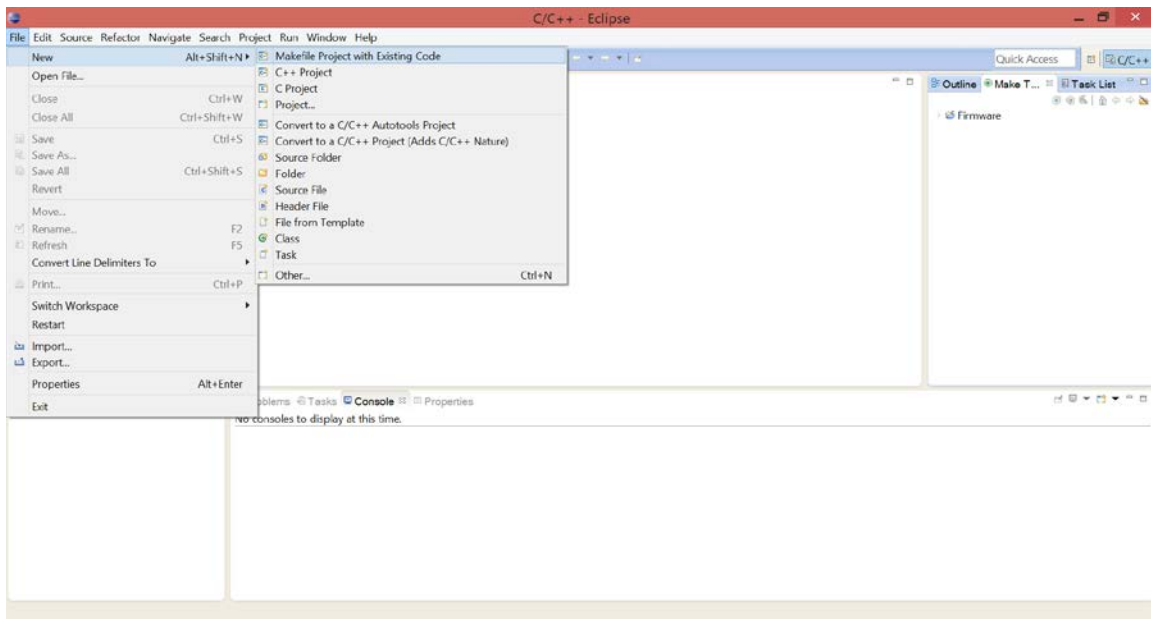 C/C++ - Eclipse
File Edit Source Refactor Navigate Search Project Run Window Help
New Alt+Shift+N
Open File...
Close Ctrl+W
Close All Ctrl+Shift+W
Save Ctrl+S
Save As...
Save All Ctrl+Shift+S
Revert
Move...
Rename... F2
Refresh F5
Convert Line Delimiters To
Print... Ctrl+P
Switch Workspace
Restart
Import...
Export...
Properties Alt+Enter
Exit
Makefile Project with Existing Code
C++ Project
C Project
Project...
Convert to a C/C++ Autotools Project
Convert to a C/C++ Project (Adds C/C++ Nature)
Source Folder
Folder
Source File
Header File
File from Template
Class
Task
Other... Ctrl+N
Quick Access C/C++
Outline Make T... Task List
Firmware
oblems Tasks Console Properties
No consoles to display at this time.